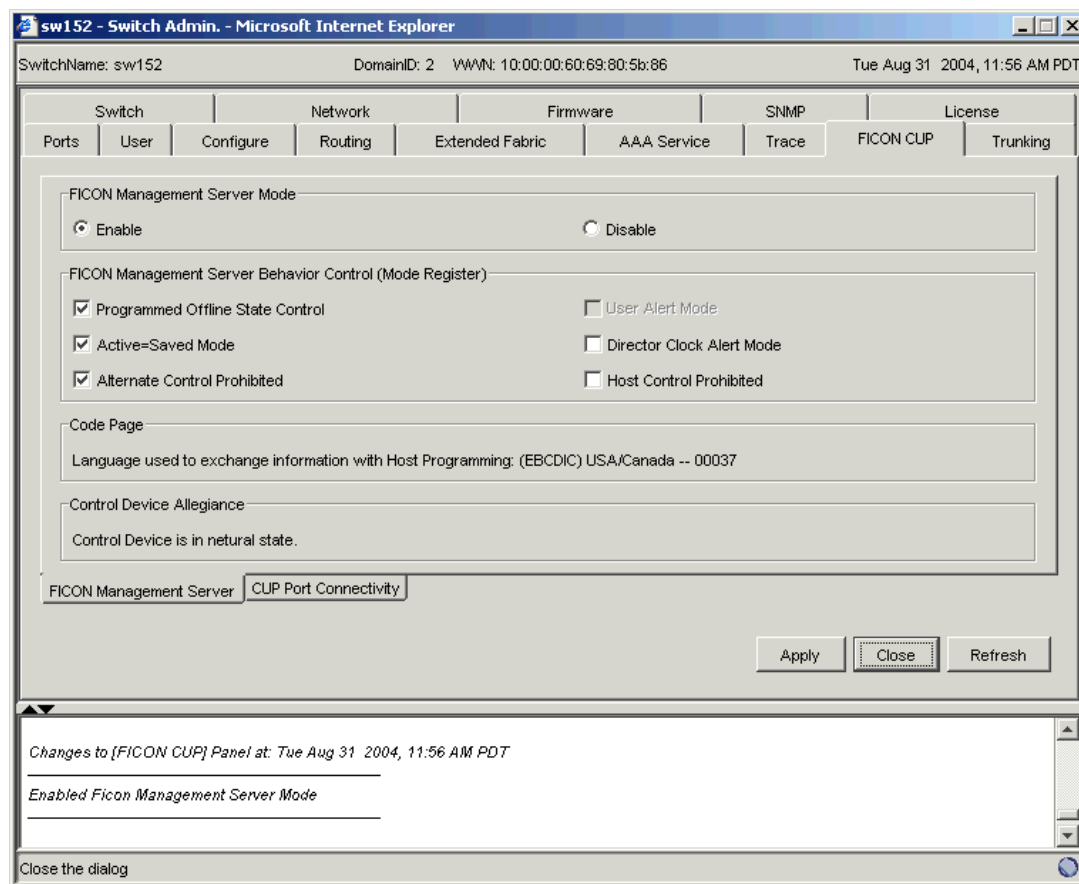 sw152 - Switch Admin. - Microsoft Internet Explorer
SwitchName: sw152 DomainID: 2 WWN: 10:00:00:60:69:80:5b:86 Tue Aug 31 2004, 11:56 AM PDT
Switch Network Firmware SNMP License
Ports User Configure Routing Extended Fabric AAA Service Trace FICON CUP Trunking
FICON Management Server Mode
Enable Disable
FICON Management Server Behavior Control (Mode Register)
Programmed Offline State Control User Alert Mode
Active=Saved Mode Director Clock Alert Mode
Alternate Control Prohibited Host Control Prohibited
Code Page
Language used to exchange information with Host Programming: (EBCDIC) USA/Canada -- 00037
Control Device Allegiance
Control Device is in netural state.
FICON Management Server CUP Port Connectivity
Apply Close Refresh
Changes to [FICON CUP] Panel at: Tue Aug 31 2004, 11:56 AM PDT
Enabled Ficon Management Server Mode
Close the dialog